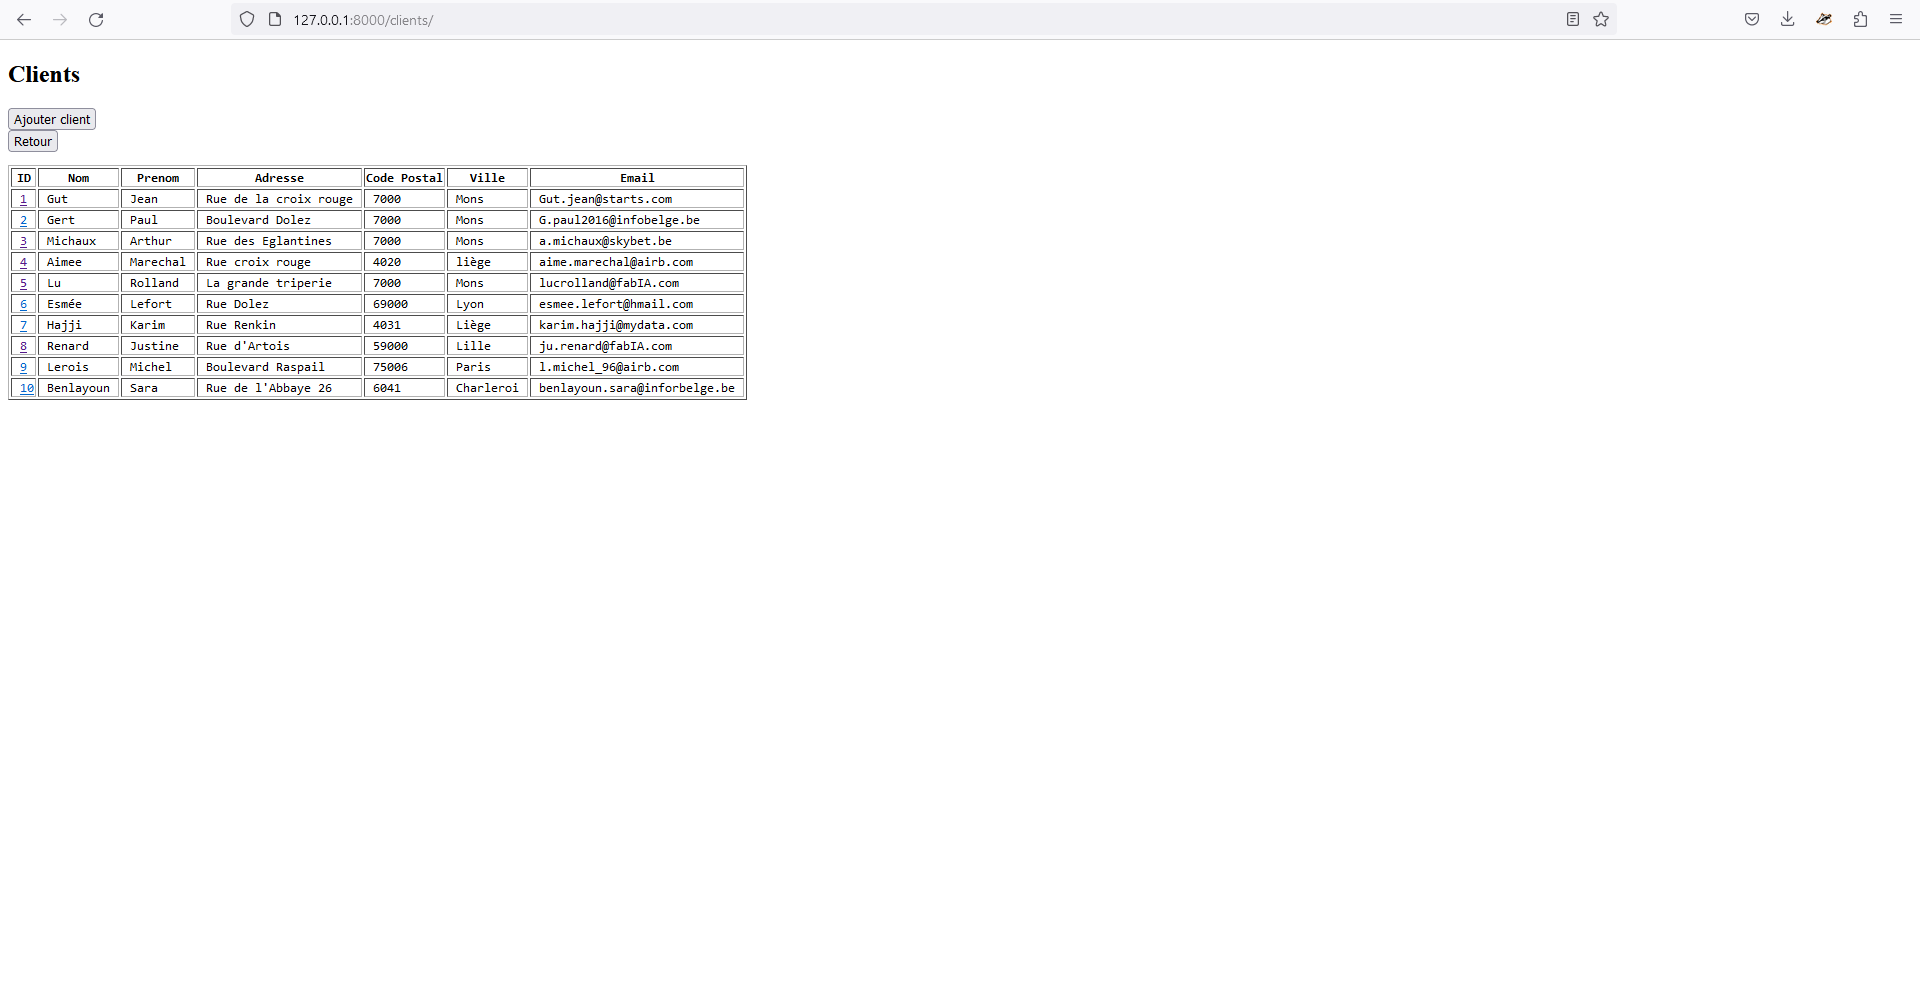 127.0.0.1:8000/clients/
Clients
Ajouter client
Retour
ID Nom Prenom Adresse Code Postal Ville Email
1 Gut Jean Rue de la croix rouge 7000 Mons Gut.jean@starts.com
2 Gert Paul Boulevard Dolez 7000 Mons G.paul2016@infobelge.be
3 Michaux Arthur Rue des Eglantines 7000 Mons a.michaux@skybet.be
4 Aimee Marechal Rue croix rouge 4020 liège aime.marechal@airb.com
5 Lu Rolland La grande triperie 7000 Mons lucrolland@fabIA.com
6 Esmée Lefort Rue Dolez 69000 Lyon esmee.lefort@hmail.com
7 Hajji Karim Rue Renkin 4031 Liège karim.hajji@mydata.com
8 Renard Justine Rue d'Artois 59000 Lille ju.renard@fabIA.com
9 Lerois Michel Boulevard Raspail 75006 Paris l.michel_96@airb.com
10 Benlayoun Sara Rue de l'Abbaye 26 6041 Charleroi benlayoun.sara@inforbelge.be